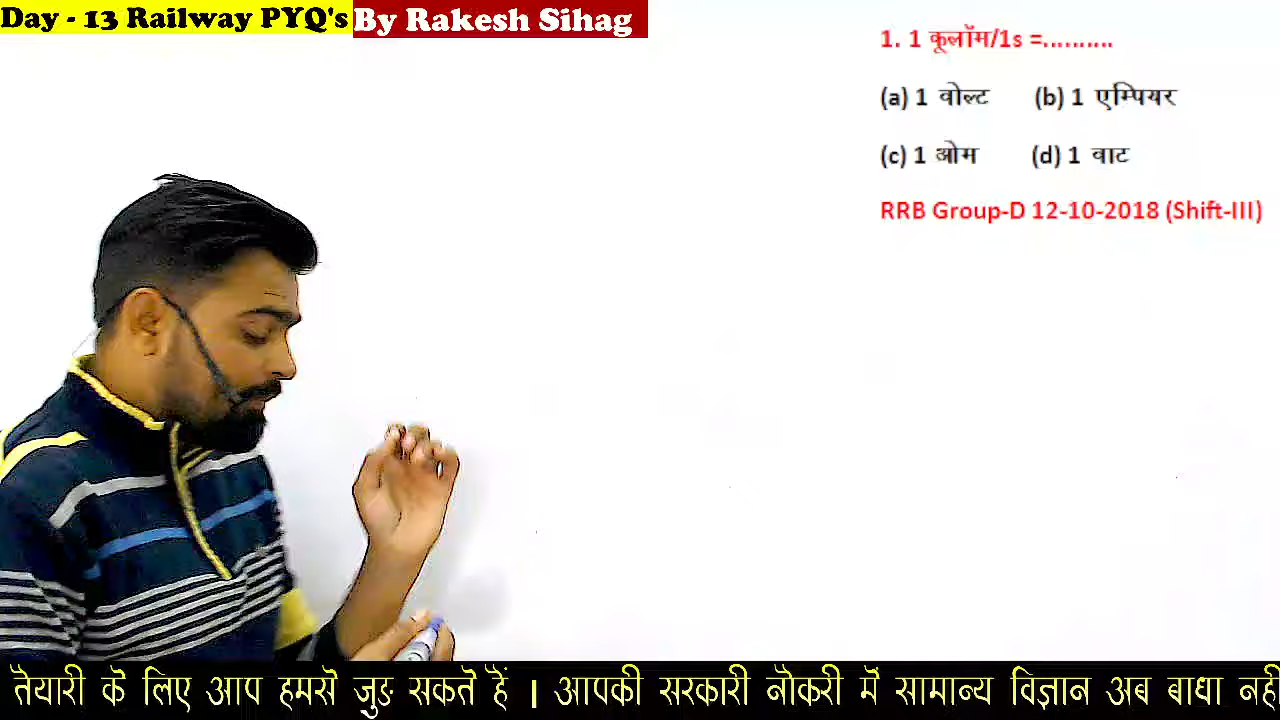 Day - 13 Railway PYQ's By Rakesh Sihag
1. 1 कूलॉम/1s =..........
(a) 1 वोल्ट (b) 1 एम्पियर
(c) 1 ओम (d) 1 वाट
RRB Group-D 12-10-2018 (Shift-III)
तैयारी के लिए आप हमसे जुड़ सकते हैं । आपकी सरकारी नौकरी में सामान्य विज्ञान अब बाधा नही